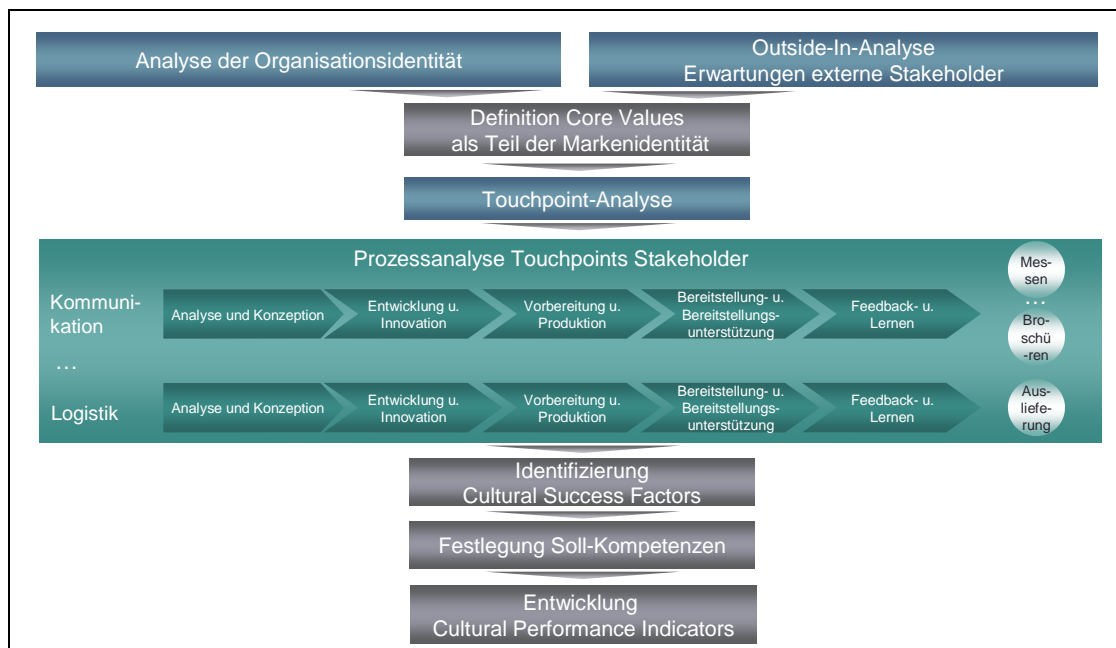 Analyse der Organisationsidentität
Outside-In-Analyse
Erwartungen externe Stakeholder
Definition Core Values
als Teil der Markenidentität
Touchpoint-Analyse
Prozessanalyse Touchpoints Stakeholder
Kommuni-
kation
Analyse und Konzeption
Entwicklung u.
Innovation
Vorbereitung u.
Produktion
Bereitstellung- u.
Bereitstellungs-
unterstützung
Feedback- u.
Lernen
Mes-
sen
...
Bro-
schü
-ren
...
Logistik
Analyse und Konzeption
Entwicklung u.
Innovation
Vorbereitung u.
Produktion
Bereitstellung- u.
Bereitstellungs-
unterstützung
Feedback- u.
Lernen
Aus-
liefe-
rung
Identifizierung
Cultural Success Factors
Festlegung Soll-Kompetenzen
Entwicklung
Cultural Performance Indicators